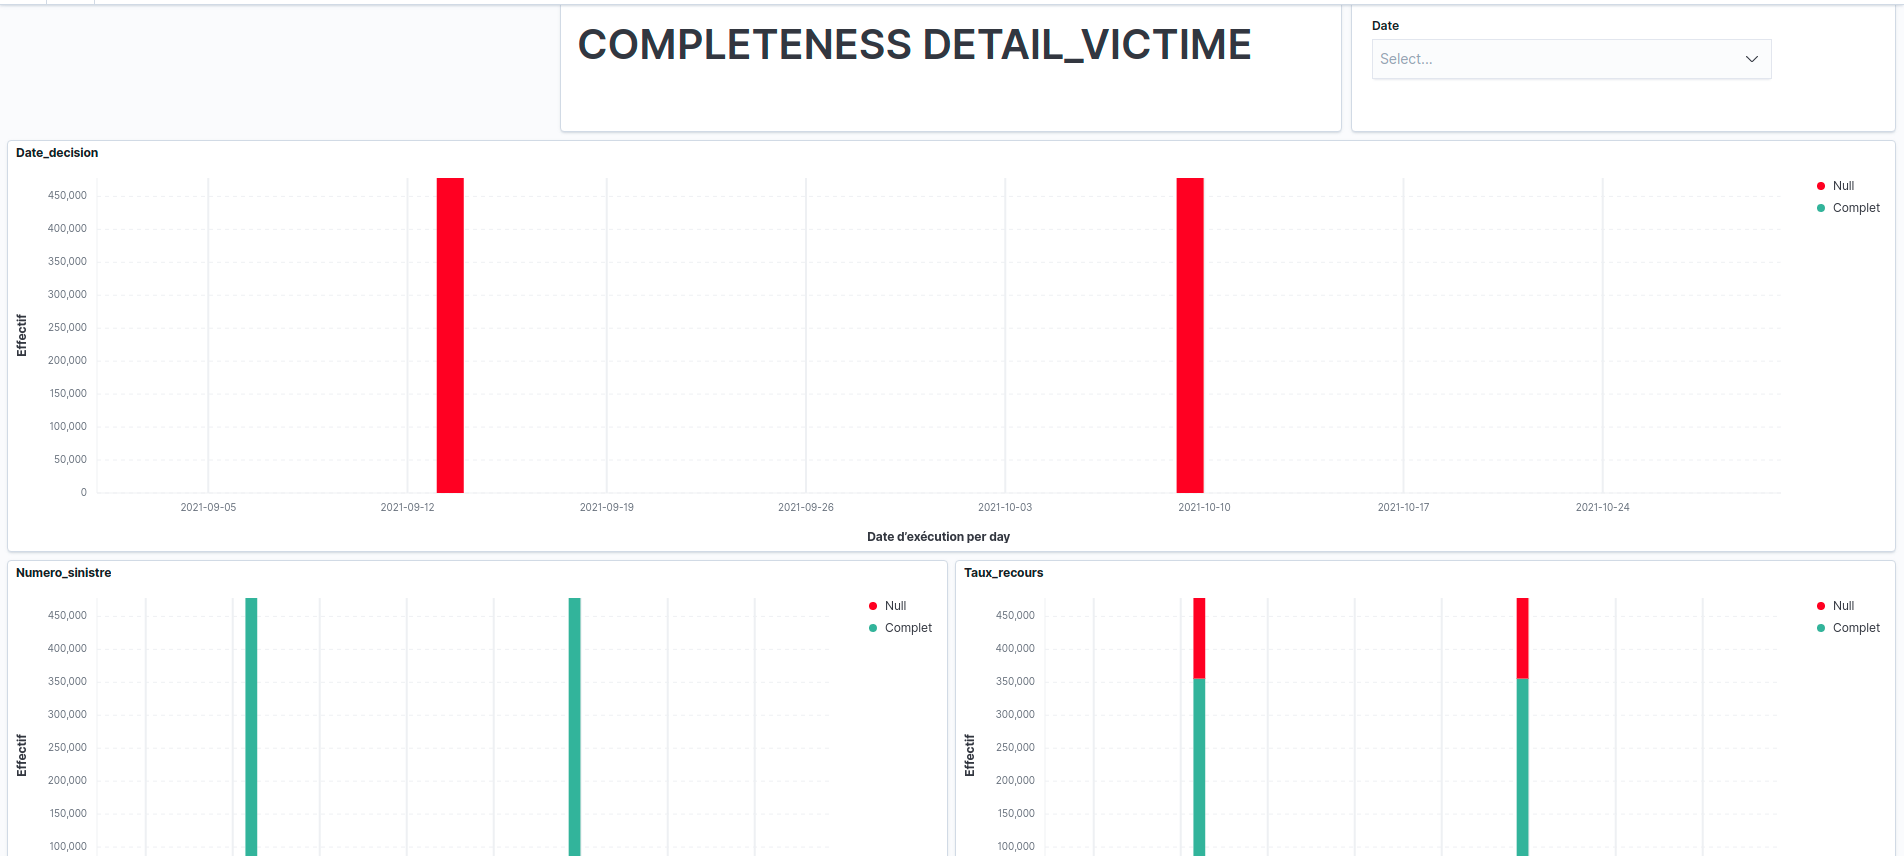 COMPLETENESS DETAIL_VICTIME
Date
Select...
Date_decision
450,000
400,000
350,000
300,000
250,000
200,000
150,000
100,000
50,000
0
Effectif
2021-09-05 2021-09-12 2021-09-19 2021-09-26 2021-10-03 2021-10-10 2021-10-17 2021-10-24
Date d'exécution per day
Null
Complet
Numero_sinistre
450,000
400,000
350,000
300,000
250,000
200,000
150,000
100,000
Effectif
Null
Complet
Taux_recours
450,000
400,000
350,000
300,000
250,000
200,000
150,000
100,000
Effectif
Null
Complet